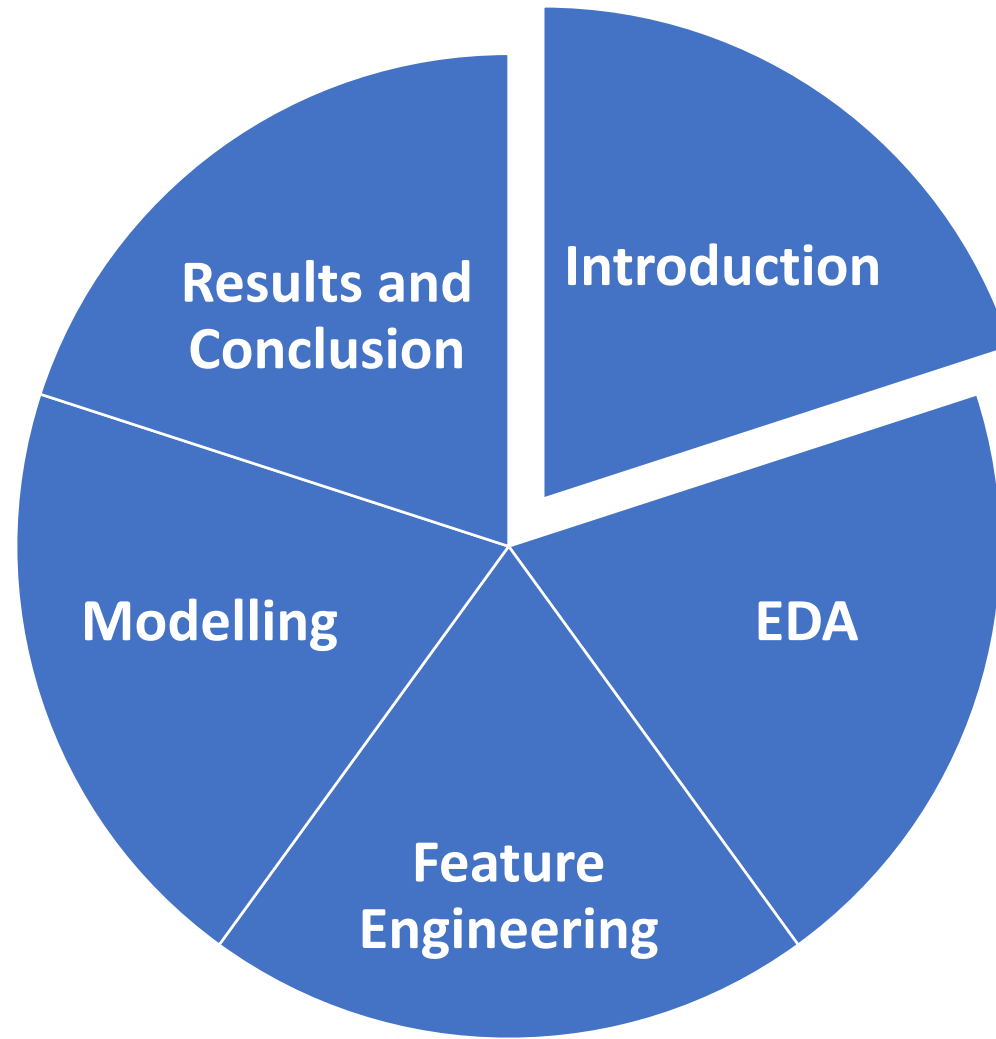 Introduction
Results and
Conclusion
Modelling
EDA
Feature
Engineering